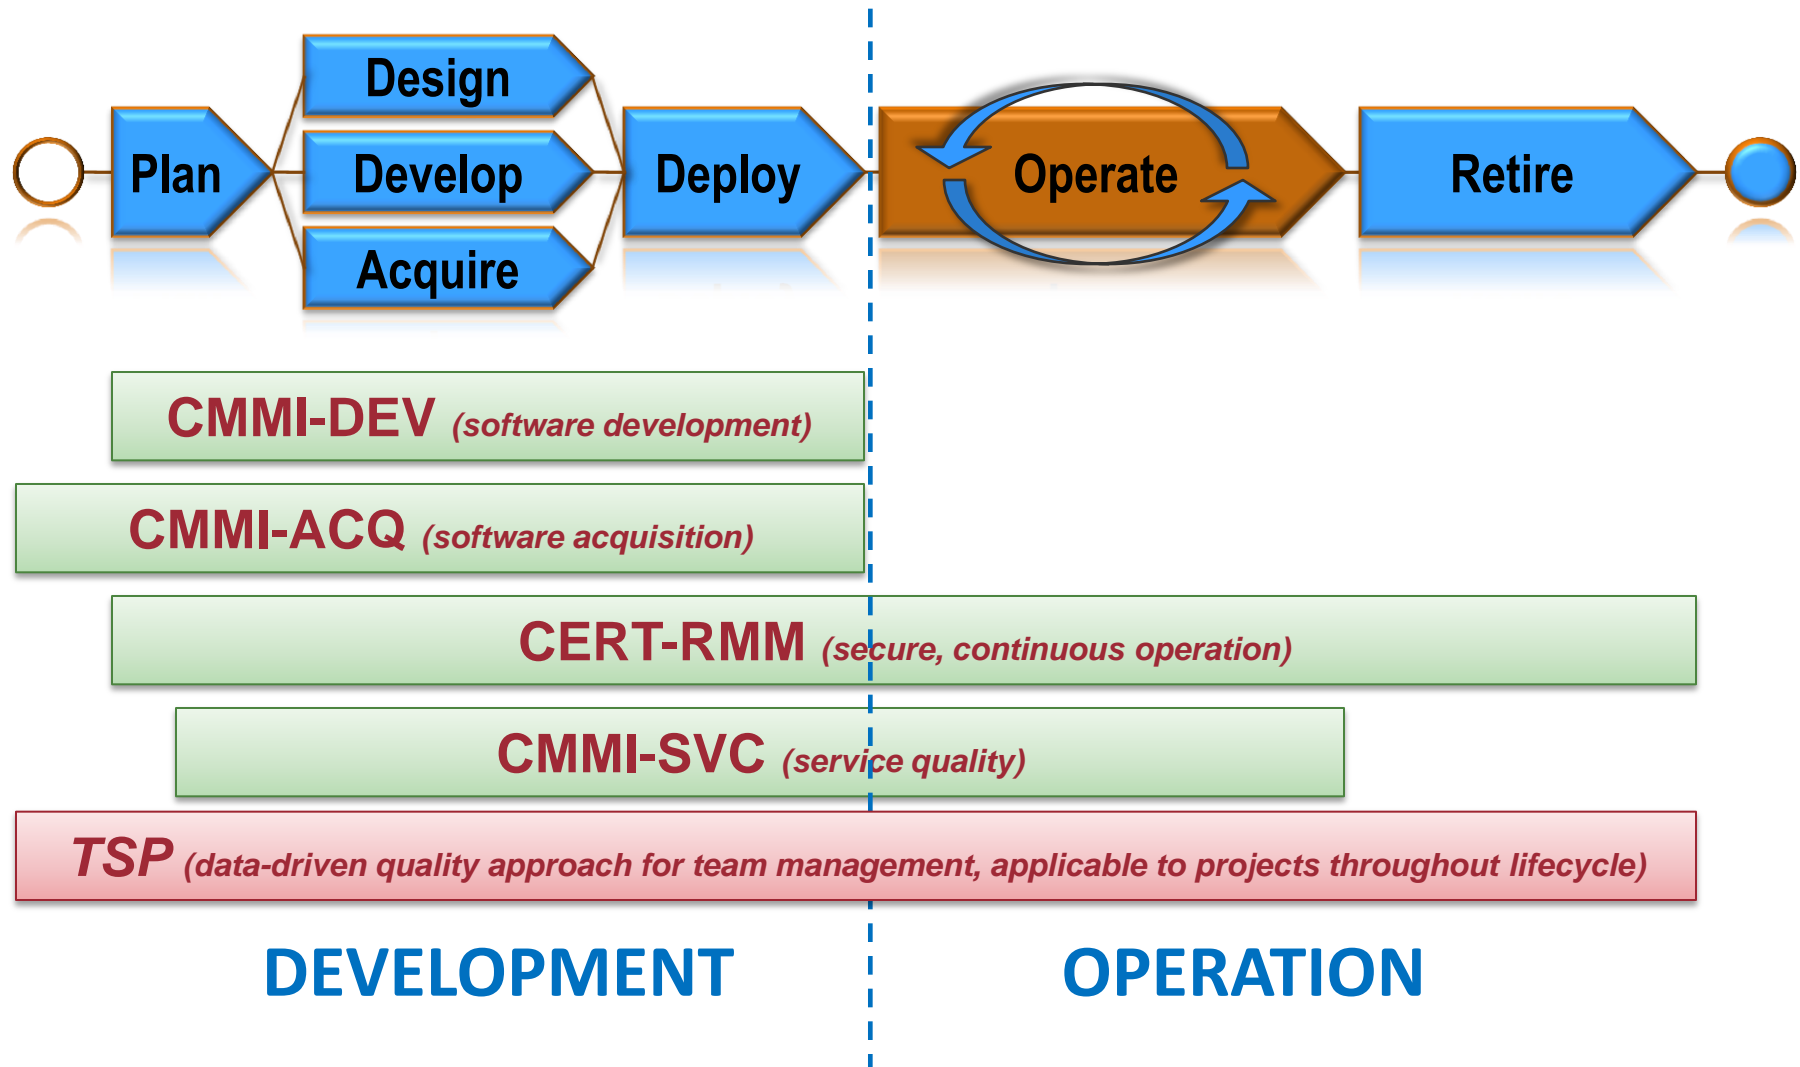 Design
Plan
Develop
Deploy
Operate
Retire
Acquire
CMMI-DEV (software development)
CMMI-ACQ (software acquisition)
CERT-RMM (secure, continuous operation)
CMMI-SVC (service quality)
TSP (data-driven quality approach for team management, applicable to projects throughout lifecycle)
DEVELOPMENT
OPERATION